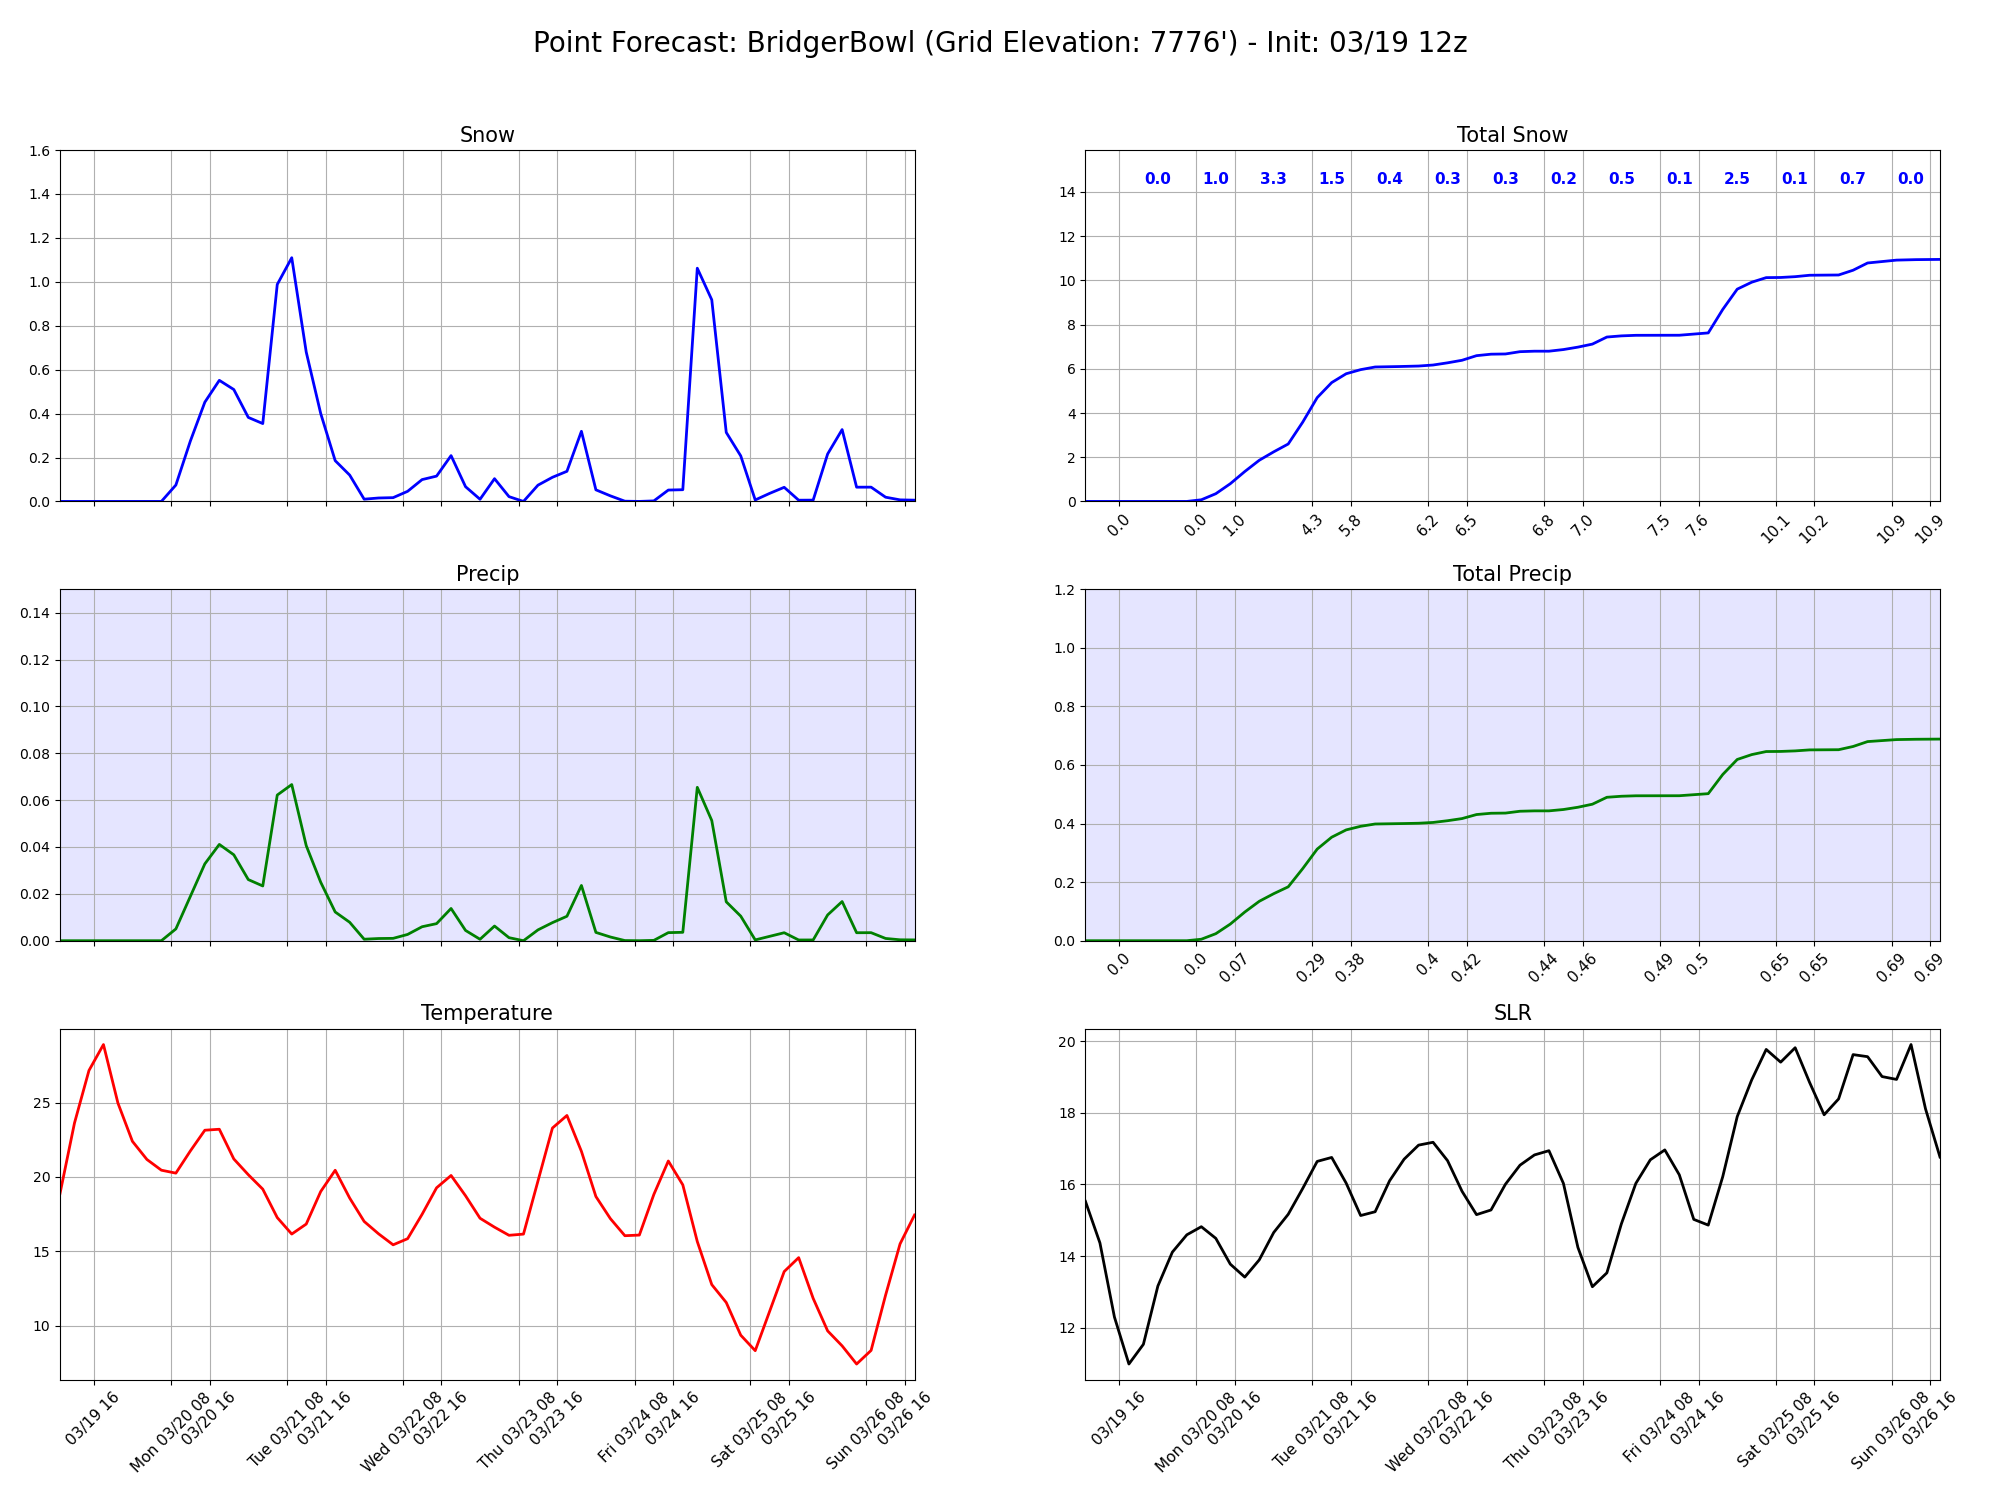 Point Forecast: BridgerBowl (Grid Elevation: 7776') - Init: 03/19 12z
Snow
1.6
1.4
1.2
1.0
0.8
0.6
0.4
0.2
0.0
Total Snow
0.0 1.0 3.3 1.5 0.4 0.3 0.3 0.2 0.5 0.1 2.5 0.1 0.7 0.0
14
12
10
8
6
4
2
0
0.0 0.0 1.0 4.3 5.8 6.2 6.5 6.8 7.0 7.5 7.6 10.1 10.2 10.9 10.9
Precip
0.14
0.12
0.10
0.08
0.06
0.04
0.02
0.00
Total Precip
1.2
1.0
0.8
0.6
0.4
0.2
0.0
0.0 0.0 0.07 0.29 0.38 0.4 0.42 0.44 0.46 0.49 0.5 0.65 0.65 0.69 0.69
Temperature
25
20
15
10
03/19 16
Mon 03/20 08
03/20 16
Tue 03/21 08
03/21 16
Wed 03/22 08
03/22 16
Thu 03/23 08
03/23 16
Fri 03/24 08
03/24 16
Sat 03/25 08
03/25 16
Sun 03/26 08
03/26 16
SLR
20
18
16
14
12
03/19 16
Mon 03/20 08
03/20 16
Tue 03/21 08
03/21 16
Wed 03/22 08
03/22 16
Thu 03/23 08
03/23 16
Fri 03/24 08
03/24 16
Sat 03/25 08
03/25 16
Sun 03/26 08
03/26 16